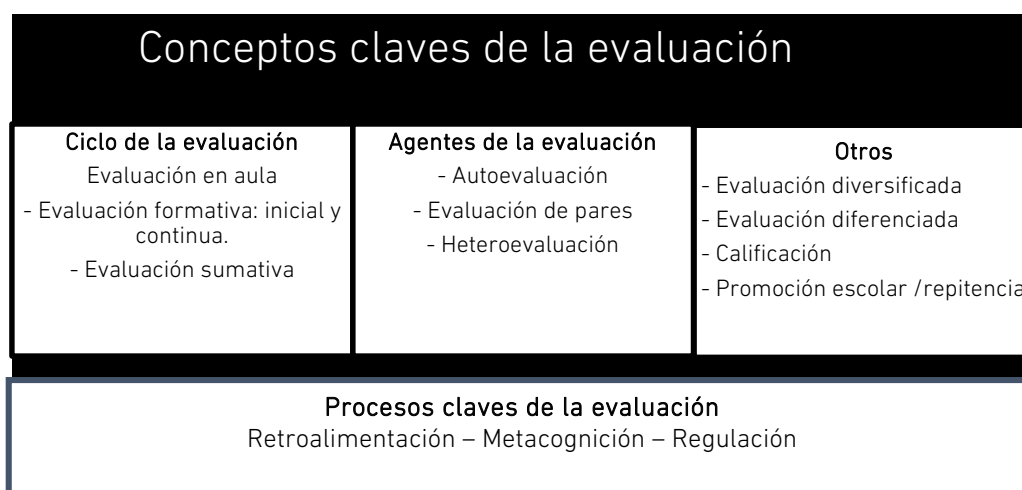 Conceptos claves de la evaluación
Ciclo de la evaluación
Evaluación en aula
- Evaluación formativa: inicial y
continua.
- Evaluación sumativa
Agentes de la evaluación
- Autoevaluación
- Evaluación de pares
- Heteroevaluación
Otros
- Evaluación diversificada
- Evaluación diferenciada
- Calificación
- Promoción escolar /repitencia
Procesos claves de la evaluación
Retroalimentación – Metacognición – Regulación